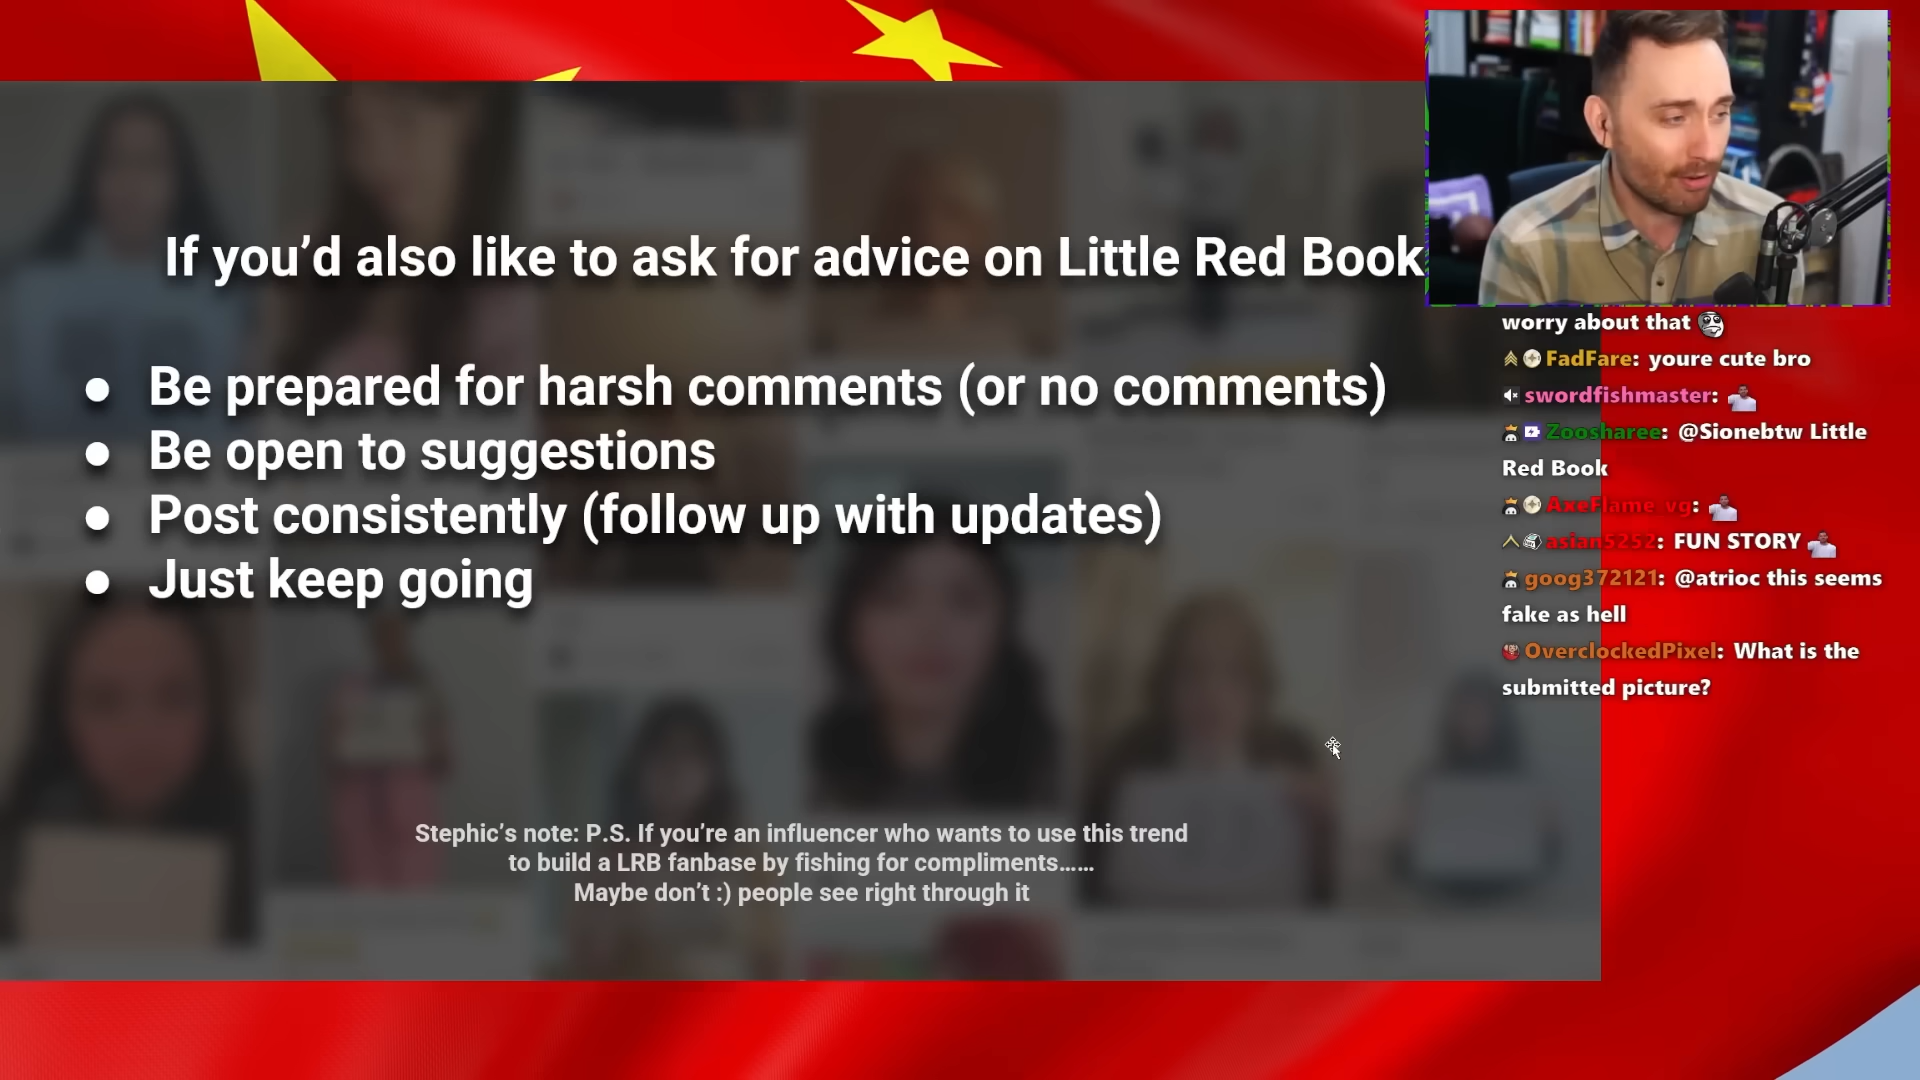 If you’d also like to ask for advice on Little Red Book
● Be prepared for harsh comments (or no comments)
● Be open to suggestions
● Post consistently (follow up with updates)
● Just keep going
Stephic’s note: P.S. If you’re an influencer who wants to use this trend
to build a LRB fanbase by fishing for compliments......
Maybe don’t :) people see right through it
worry about that
FadFare: youre cute bro
swordfishmaster:
Zoosharee: @Sionebtw Little
Red Book
AxeFlame_vg:
asian5252: FUN STORY
goog372121: @atrioc this seems
fake as hell
OverclockedPixel: What is the
submitted picture?